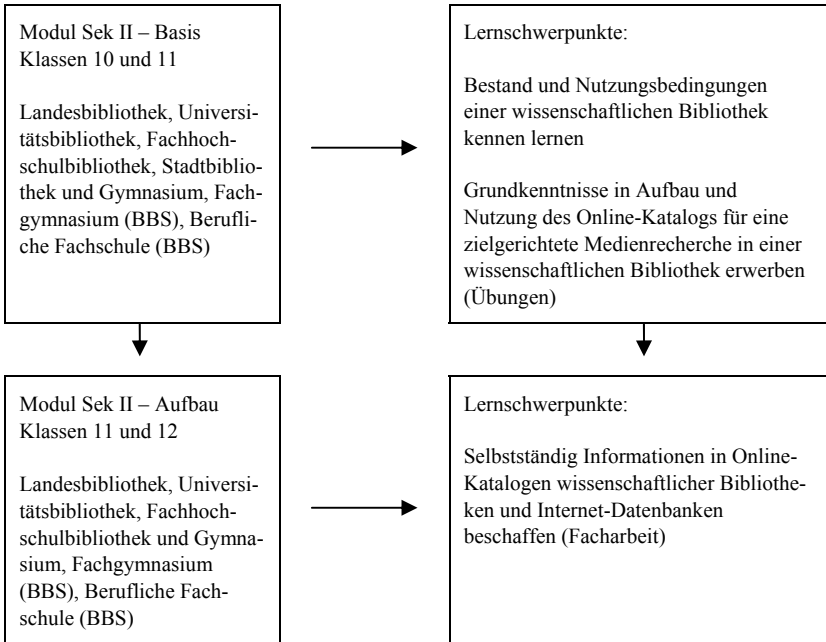 Modul Sek II – Basis
Klassen 10 und 11
Landesbibliothek, Universi-
tätsbibliothek, Fachhoch-
schulbibliothek, Stadtbiblio-
thek und Gymnasium, Fach-
gymnasium (BBS), Berufli-
che Fachschule (BBS)
Lernschwerpunkte:
Bestand und Nutzungsbedingungen
einer wissenschaftlichen Bibliothek
kennen lernen
Grundkenntnisse in Aufbau und
Nutzung des Online-Katalogs für eine
zielgerichtete Medienrecherche in einer
wissenschaftlichen Bibliothek erwerben
(Übungen)
Modul Sek II – Aufbau
Klassen 11 und 12
Landesbibliothek, Universi-
tätsbibliothek, Fachhoch-
schulbibliothek und Gymna-
sium, Fachgymnasium
(BBS), Berufliche Fach-
schule (BBS)
Lernschwerpunkte:
Selbstständig Informationen in Online-
Katalogen wissenschaftlicher Bibliothe-
ken und Internet-Datenbanken
beschaffen (Facharbeit)